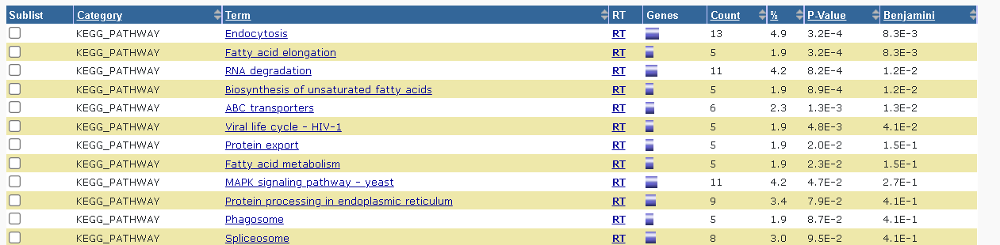 Sublist Category Term RT Genes Count % P-Value Benjamini
KEGG_PATHWAY Endocytosis RT 13 4.9 3.2E-4 8.3E-3
KEGG_PATHWAY Fatty acid elongation RT 5 1.9 3.2E-4 8.3E-3
KEGG_PATHWAY RNA degradation RT 11 4.2 8.2E-4 1.2E-2
KEGG_PATHWAY Biosynthesis of unsaturated fatty acids RT 5 1.9 8.9E-4 1.2E-2
KEGG_PATHWAY ABC transporters RT 6 2.3 1.3E-3 1.3E-2
KEGG_PATHWAY Viral life cycle - HIV-1 RT 5 1.9 4.8E-3 4.1E-2
KEGG_PATHWAY Protein export RT 5 1.9 2.0E-2 1.5E-1
KEGG_PATHWAY Fatty acid metabolism RT 5 1.9 2.3E-2 1.5E-1
KEGG_PATHWAY MAPK signaling pathway - yeast RT 11 4.2 4.7E-2 2.7E-1
KEGG_PATHWAY Protein processing in endoplasmic reticulum RT 9 3.4 7.9E-2 4.1E-1
KEGG_PATHWAY Phagosome RT 5 1.9 8.7E-2 4.1E-1
KEGG_PATHWAY Spliceosome RT 8 3.0 9.5E-2 4.1E-1